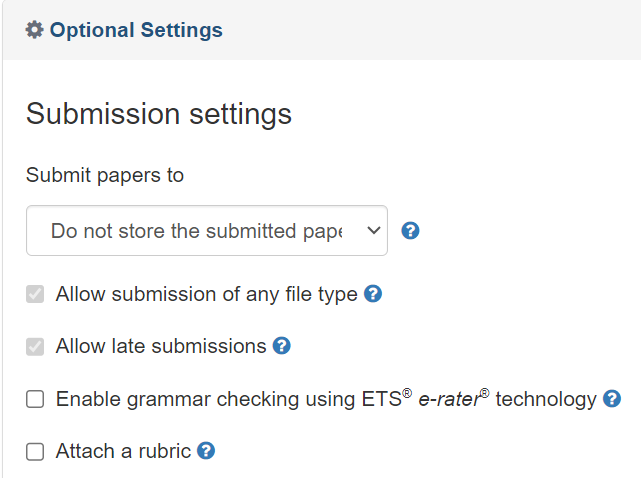 Optional Settings
Submission settings
Submit papers to
Do not store the submitted pape
Allow submission of any file type ?
Allow late submissions ?
Enable grammar checking using ETS® e-rater® technology ?
Attach a rubric ?